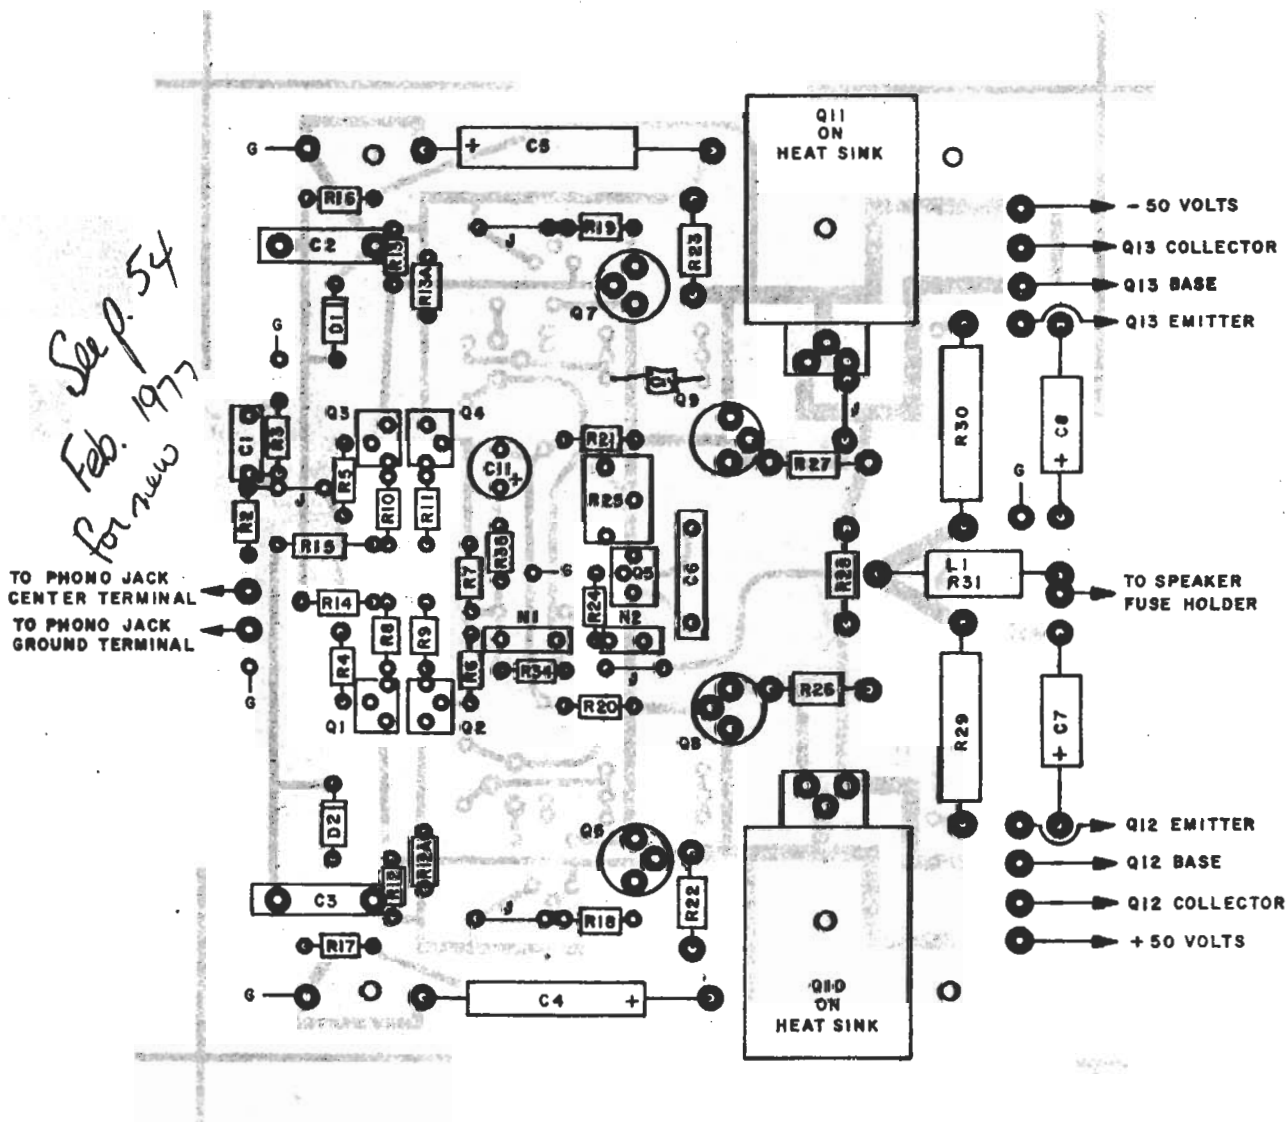 Q11
ON
HEAT SINK
G
+ C5
R16
C2
R13
R13A
J
R19
R23
Q7
D1
G
- 50 VOLTS
Q13 COLLECTOR
Q13 BASE
Q13 EMITTER
See p. 54
Feb. 1977
for new
Q9
Q3
Q4
C1
R3
R5
R10
R11
C11
+
R21
R25
R27
J
R30
C8
+
G
R2
J
R15
R7
R35
G
R24
Q5
C6
R28
L1
R31
TO PHONO JACK
CENTER TERMINAL
TO PHONO JACK
GROUND TERMINAL
TO SPEAKER
FUSE HOLDER
R14
R8
R9
R4
R6
N1
N2
R34
J
G
Q1
Q2
R20
Q8
R26
R29
C7
+
D2
R12
R12A
Q6
Q12 EMITTER
Q12 BASE
Q12 COLLECTOR
+ 50 VOLTS
C3
J
R18
R22
R17
G
C4 +
ON
HEAT SINK